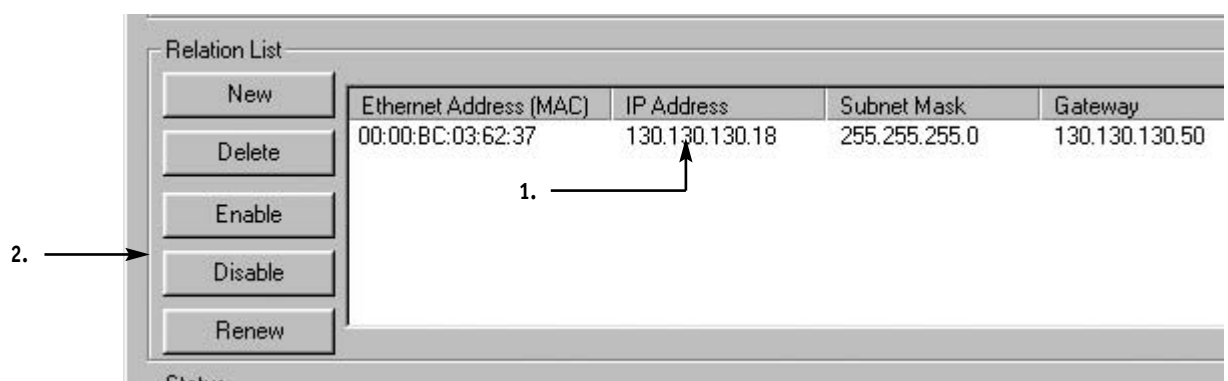 Relation List
New
Ethernet Address (MAC) IP Address Subnet Mask Gateway
00:00:BC:03:62:37 130.130.130.18 255.255.255.0 130.130.130.50
Delete
1.
Enable
2.
Disable
Renew